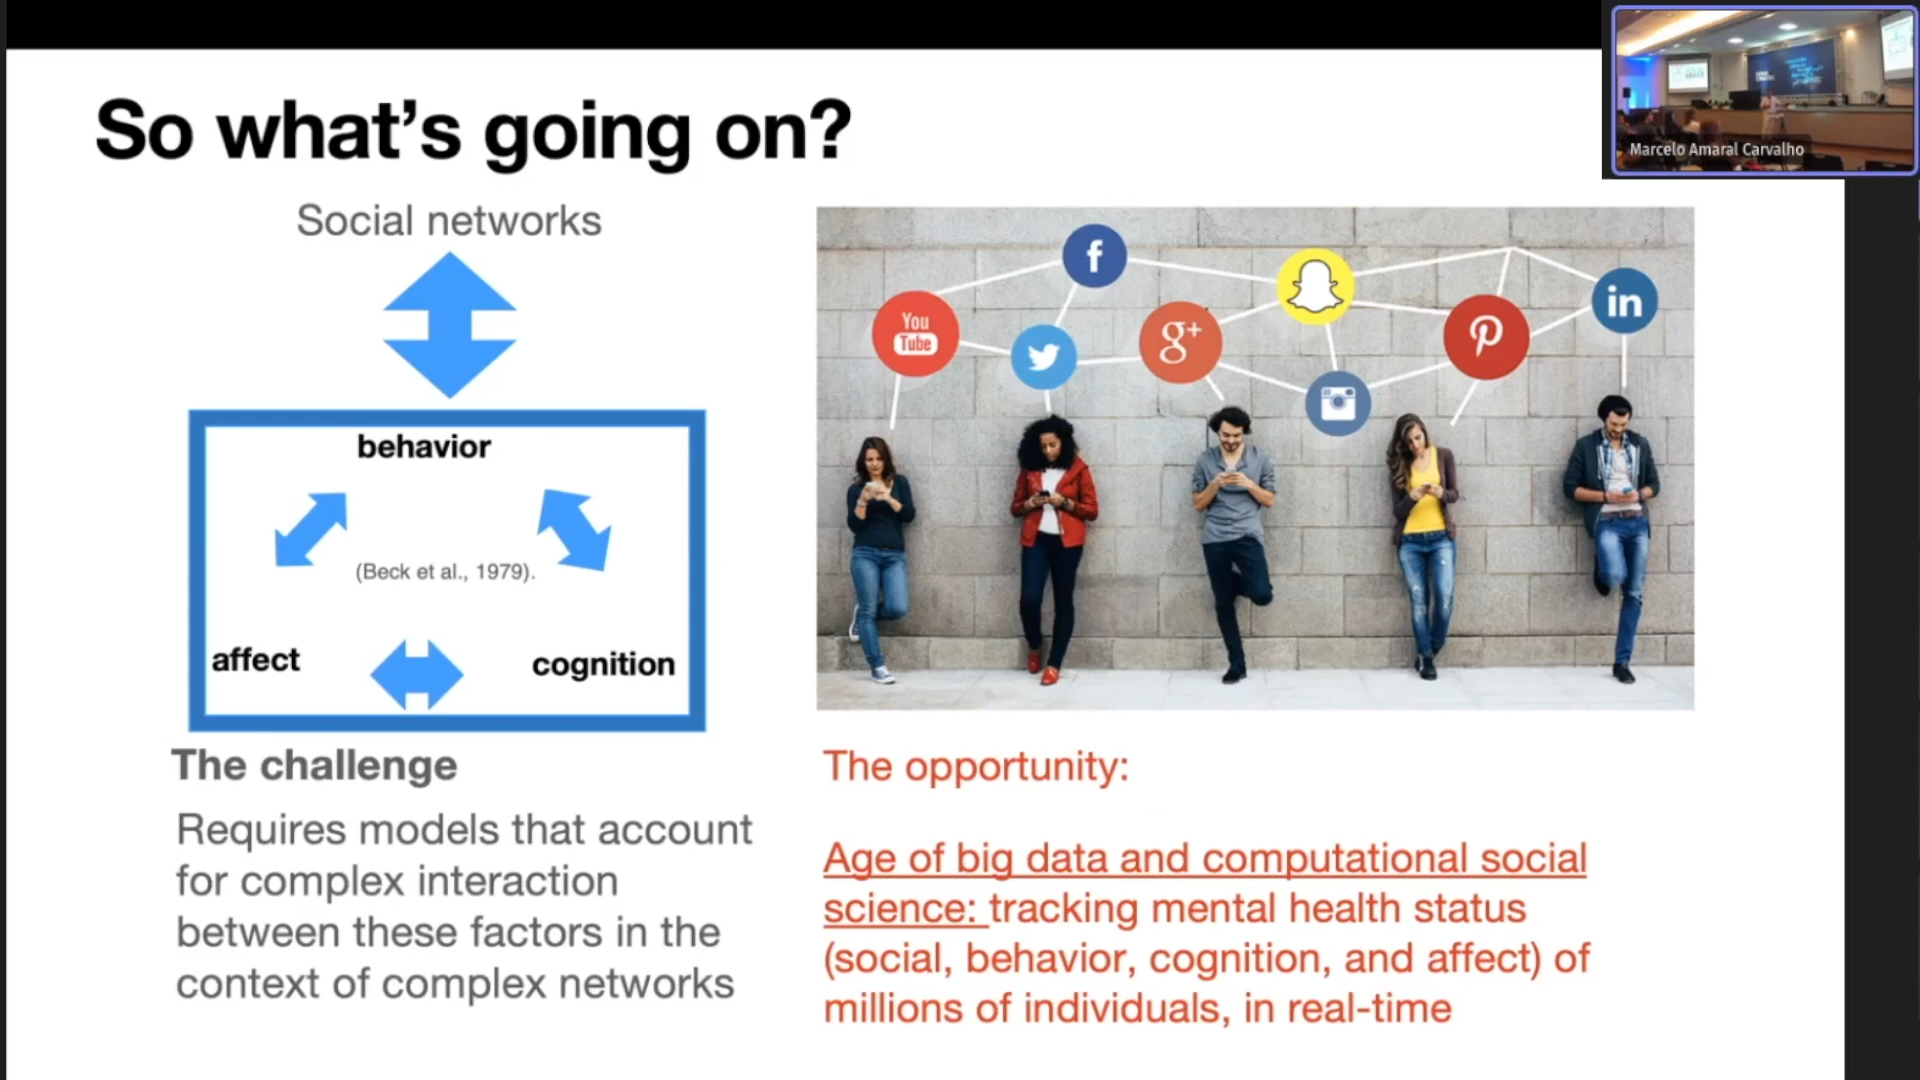 So what's going on?
Marcelo Amaral Carvalho
Social networks
behavior
(Beck et al., 1979).
affect
cognition
The challenge
Requires models that account
for complex interaction
between these factors in the
context of complex networks
f
You
Tube
g+
in
The opportunity:
Age of big data and computational social
science: tracking mental health status
(social, behavior, cognition, and affect) of
millions of individuals, in real-time